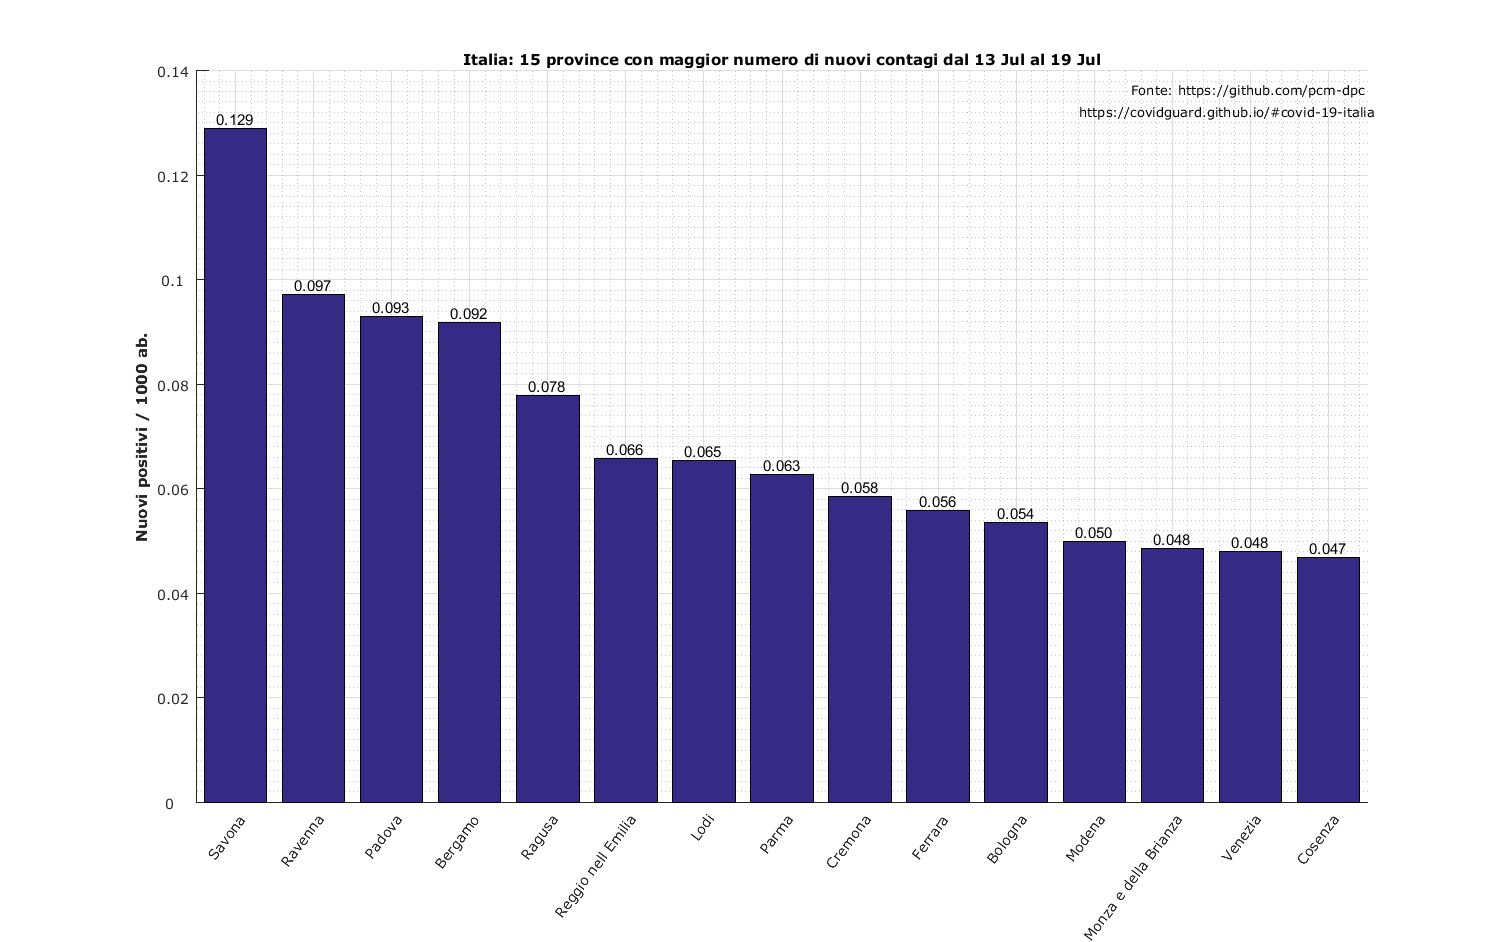 Italia: 15 province con maggior numero di nuovi contagi dal 13 Jul al 19 Jul
Fonte: https://github.com/pcm-dpc
https://covidguard.github.io/#covid-19-italia
Nuovi positivi / 1000 ab.
0.14
0.12
0.1
0.08
0.06
0.04
0.02
0
0.129
0.097
0.093
0.092
0.078
0.066
0.065
0.063
0.058
0.056
0.054
0.050
0.048
0.048
0.047
Savona
Ravenna
Padova
Bergamo
Ragusa
Reggio nell Emilia
Lodi
Parma
Cremona
Ferrara
Bologna
Modena
Monza e della Brianza
Venezia
Cosenza